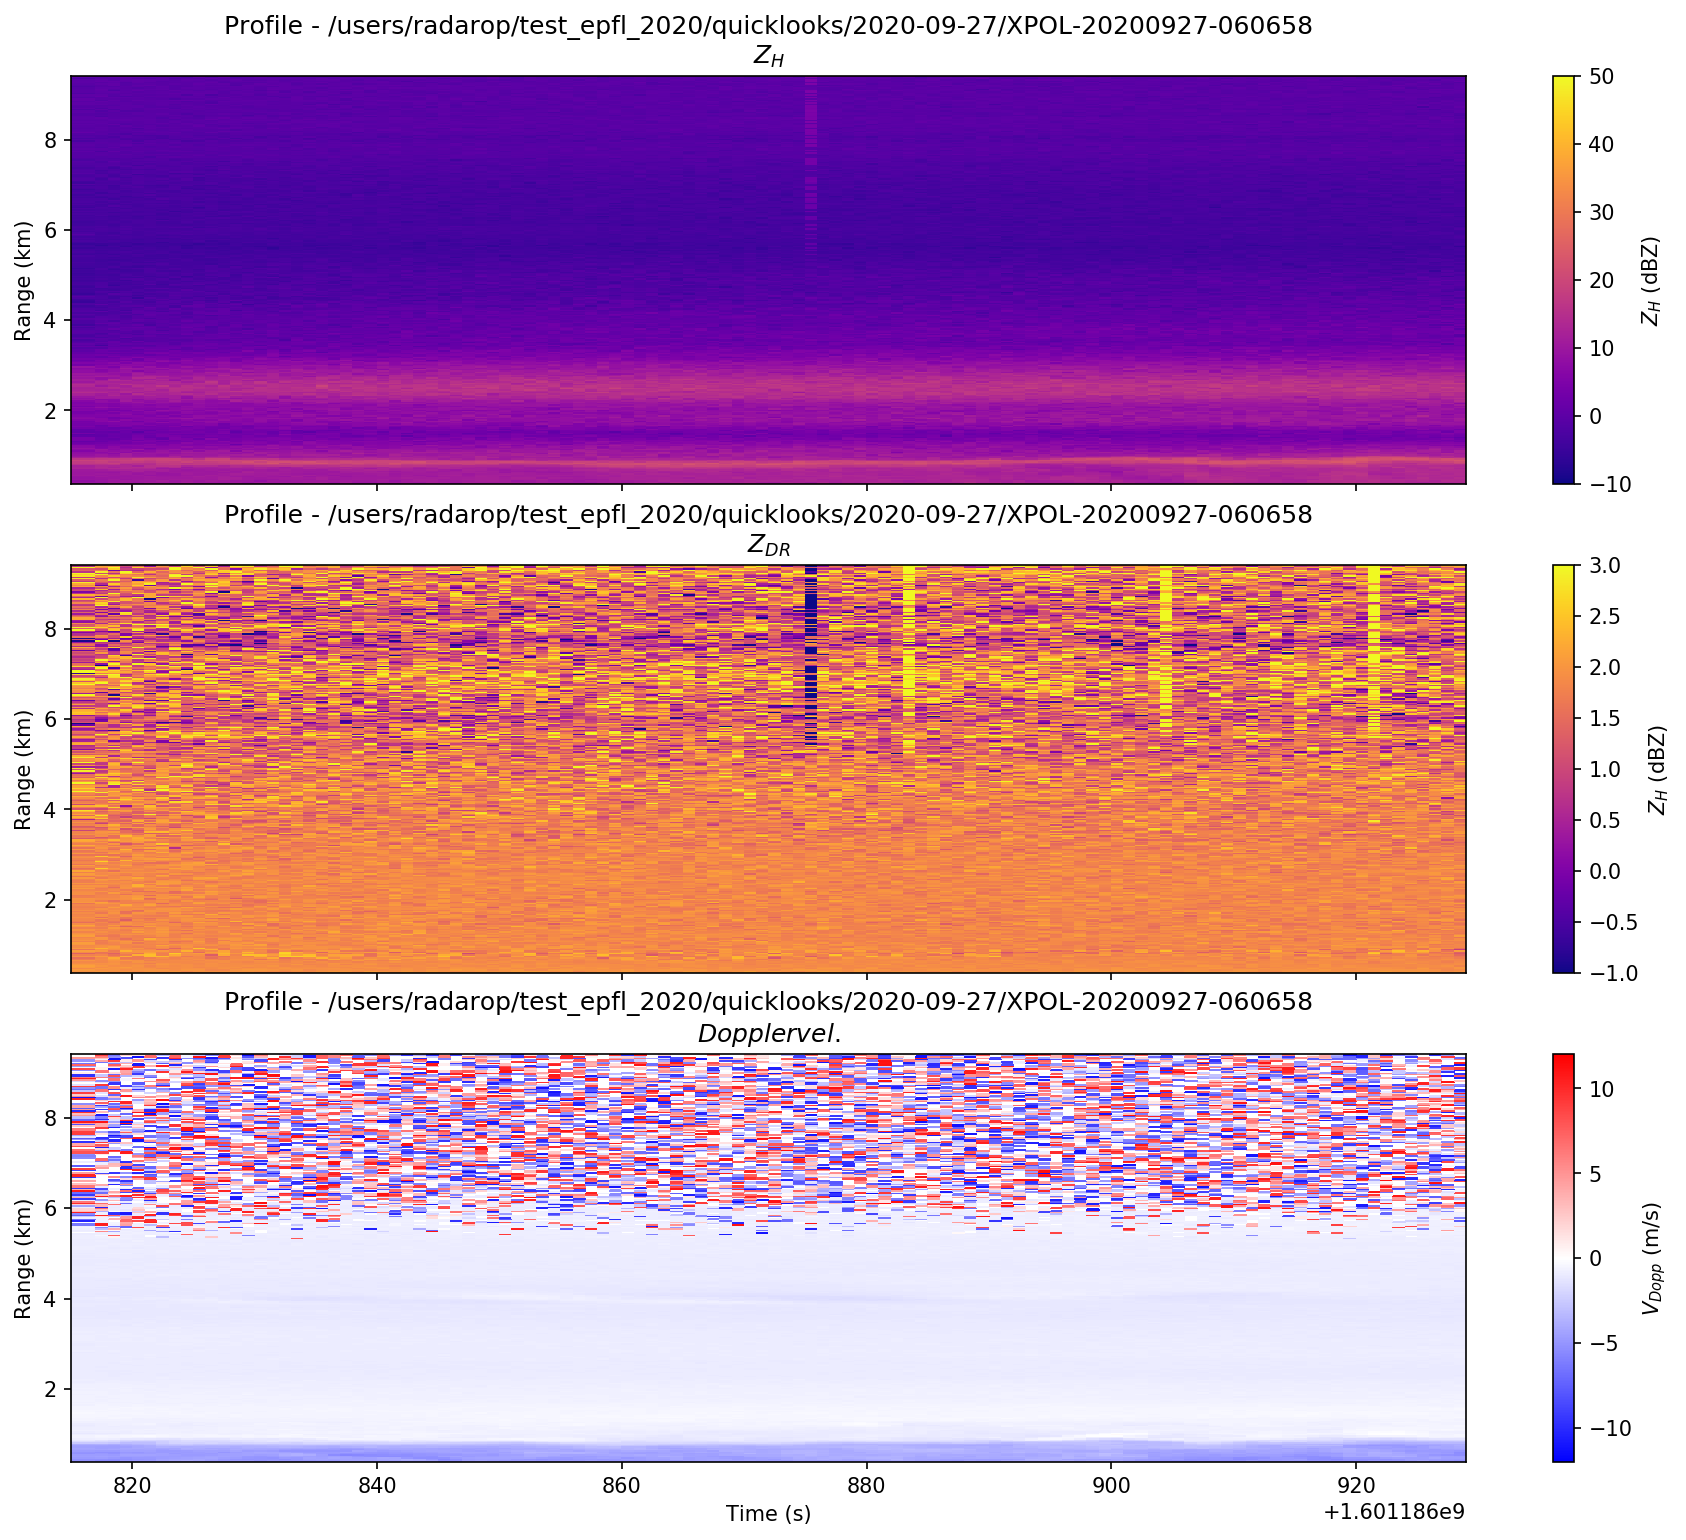 Profile - /users/radarop/test_epfl_2020/quicklooks/2020-09-27/XPOL-20200927-060658
Z_H
8
6
4
2
Range (km)
50
40
30
20
10
0
−10
Z_H (dBZ)
Profile - /users/radarop/test_epfl_2020/quicklooks/2020-09-27/XPOL-20200927-060658
Z_DR
8
6
4
2
Range (km)
3.0
2.5
2.0
1.5
1.0
0.5
0.0
−0.5
−1.0
Z_H (dBZ)
Profile - /users/radarop/test_epfl_2020/quicklooks/2020-09-27/XPOL-20200927-060658
Dopplervel.
8
6
4
2
Range (km)
820 840 860 880 900 920
Time (s)
+1.601186e9
10
5
0
−5
−10
V_Dopp (m/s)